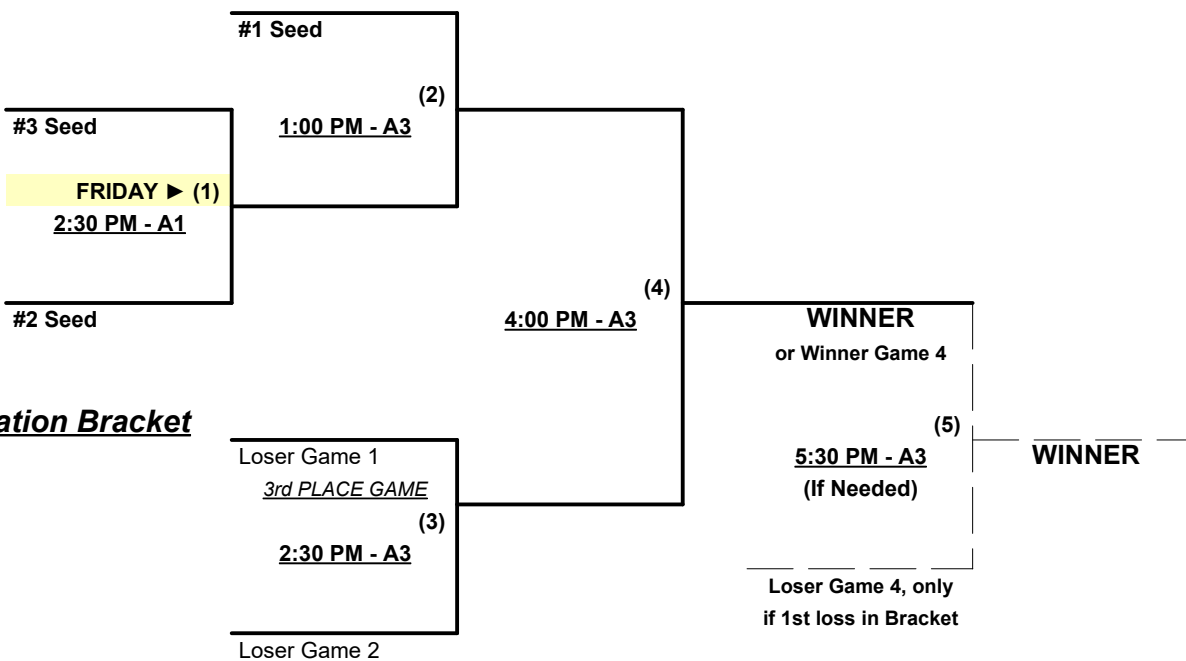 #1 Seed
(2)
1:00 PM - A3
#3 Seed
FRIDAY ► (1)
2:30 PM - A1
#2 Seed
(4)
4:00 PM - A3
WINNER
or Winner Game 4
(5)
5:30 PM - A3
(If Needed)
WINNER
Loser Game 4, only
if 1st loss in Bracket
ation Bracket
Loser Game 1
3rd PLACE GAME
(3)
2:30 PM - A3
Loser Game 2